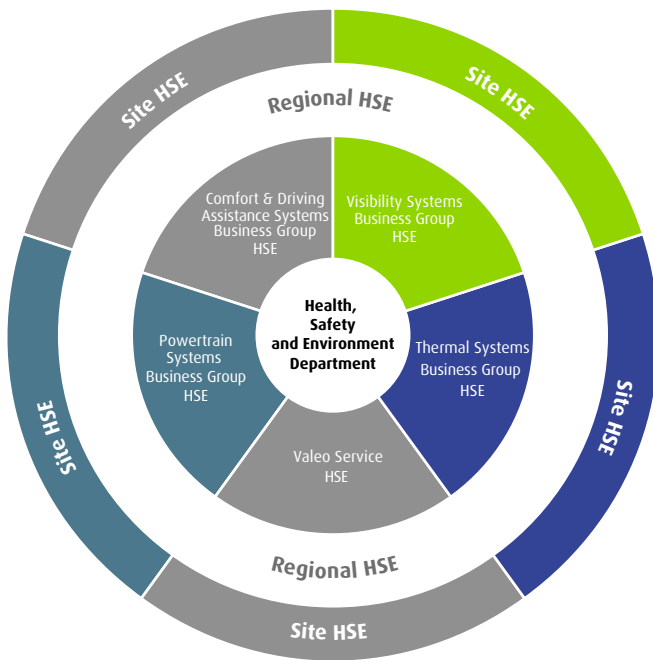 Site HSE
Site HSE
Regional HSE
Comfort & Driving
Assistance Systems
Business Group
HSE
Visibility Systems
Business Group
HSE
Health,
Safety
and Environment
Department
Powertrain
Systems
Business Group
HSE
Thermal Systems
Business Group
HSE
Site HSE
Site HSE
Valeo Service
HSE
Regional HSE
Site HSE